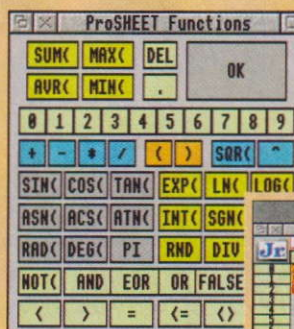 ProSHEET Functions
SUM( MAX( DEL OK
AVR( MIN( .
0 1 2 3 4 5 6 7 8 9
+ - * / ( ) SQR( ^
SIN( COS( TAN( EXP( LN( LOG(
ASN( ACS( ATN( INT( SGN(
RAD( DEG( PI RND DIV
Jr
NOT( AND EOR OR FALSE
< > = <= <>